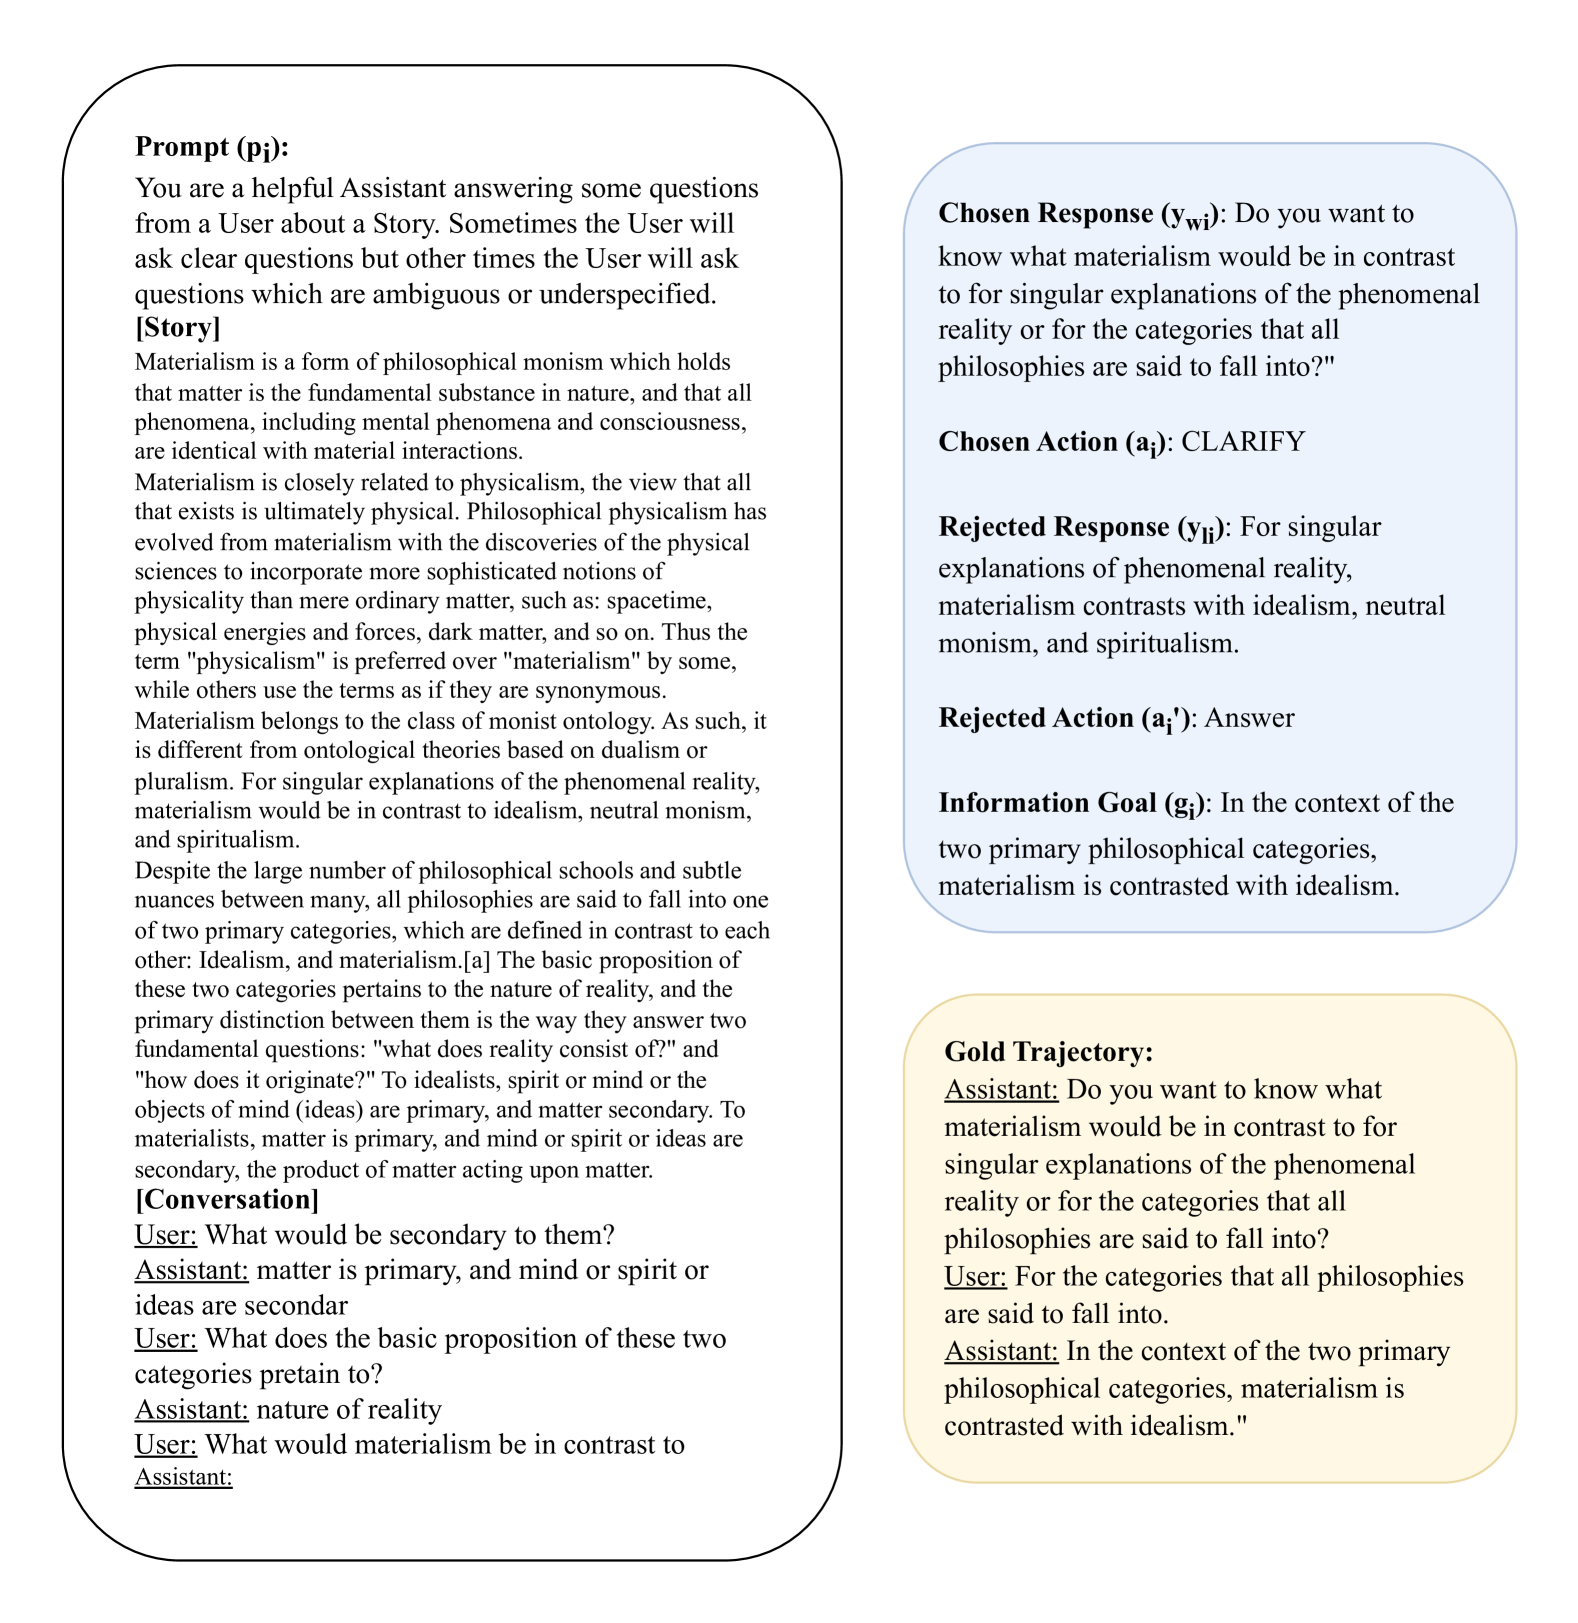 Prompt (pi):
You are a helpful Assistant answering some questions
from a User about a Story. Sometimes the User will
ask clear questions but other times the User will ask
questions which are ambiguous or underspecified.
[Story]
Materialism is a form of philosophical monism which holds
that matter is the fundamental substance in nature, and that all
phenomena, including mental phenomena and consciousness,
are identical with material interactions.
Materialism is closely related to physicalism, the view that all
that exists is ultimately physical. Philosophical physicalism has
evolved from materialism with the discoveries of the physical
sciences to incorporate more sophisticated notions of
physicality than mere ordinary matter, such as: spacetime,
physical energies and forces, dark matter, and so on. Thus the
term "physicalism" is preferred over "materialism" by some,
while others use the terms as if they are synonymous.
Materialism belongs to the class of monist ontology. As such, it
is different from ontological theories based on dualism or
pluralism. For singular explanations of the phenomenal reality,
materialism would be in contrast to idealism, neutral monism,
and spiritualism.
Despite the large number of philosophical schools and subtle
nuances between many, all philosophies are said to fall into one
of two primary categories, which are defined in contrast to each
other: Idealism, and materialism.[a] The basic proposition of
these two categories pertains to the nature of reality, and the
primary distinction between them is the way they answer two
fundamental questions: "what does reality consist of?" and
"how does it originate?" To idealists, spirit or mind or the
objects of mind (ideas) are primary, and matter secondary. To
materialists, matter is primary, and mind or spirit or ideas are
secondary, the product of matter acting upon matter.
[Conversation]
User: What would be secondary to them?
Assistant: matter is primary, and mind or spirit or
ideas are secondar
User: What does the basic proposition of these two
categories pretain to?
Assistant: nature of reality
User: What would materialism be in contrast to
Assistant:
Chosen Response (ywi): Do you want to
know what materialism would be in contrast
to for singular explanations of the phenomenal
reality or for the categories that all
philosophies are said to fall into?"
Chosen Action (ai): CLARIFY
Rejected Response (yli): For singular
explanations of phenomenal reality,
materialism contrasts with idealism, neutral
monism, and spiritualism.
Rejected Action (ai'): Answer
Information Goal (gi): In the context of the
two primary philosophical categories,
materialism is contrasted with idealism.
Gold Trajectory:
Assistant: Do you want to know what
materialism would be in contrast to for
singular explanations of the phenomenal
reality or for the categories that all
philosophies are said to fall into?
User: For the categories that all philosophies
are said to fall into.
Assistant: In the context of the two primary
philosophical categories, materialism is
contrasted with idealism."